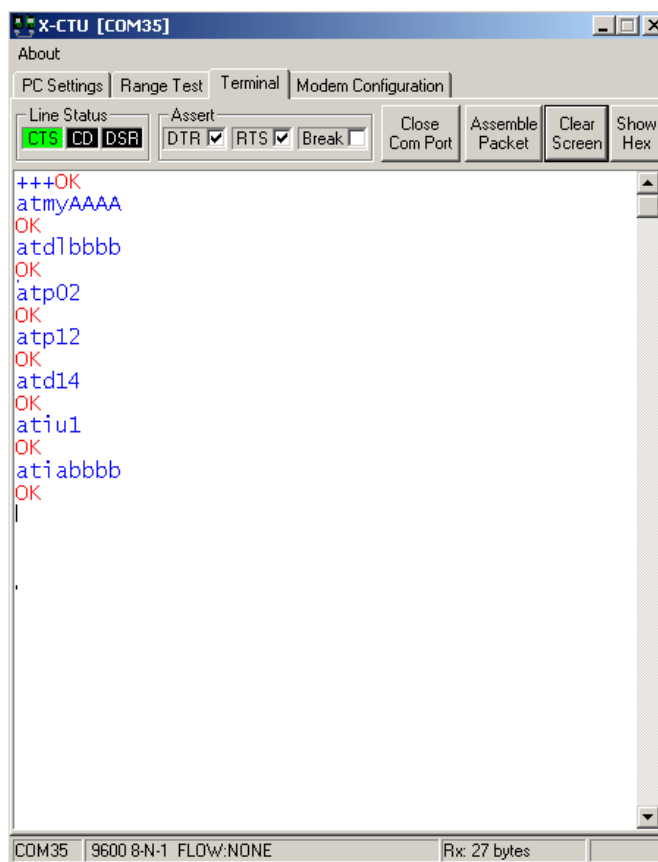 X-CTU [COM35]
About
PC Settings Range Test Terminal Modem Configuration
Line Status
CTS CD DSR
Assert
DTR RTS Break
Close
Com Port
Assemble
Packet
Clear
Screen
Show
Hex
+++OK
atmyAAAA
OK
atdlbbbb
OK
atp02
OK
atp12
OK
atd14
OK
atiu1
OK
atiabbbb
OK
COM35 9600 8-N-1 FLOW:NONE Rx: 27 bytes